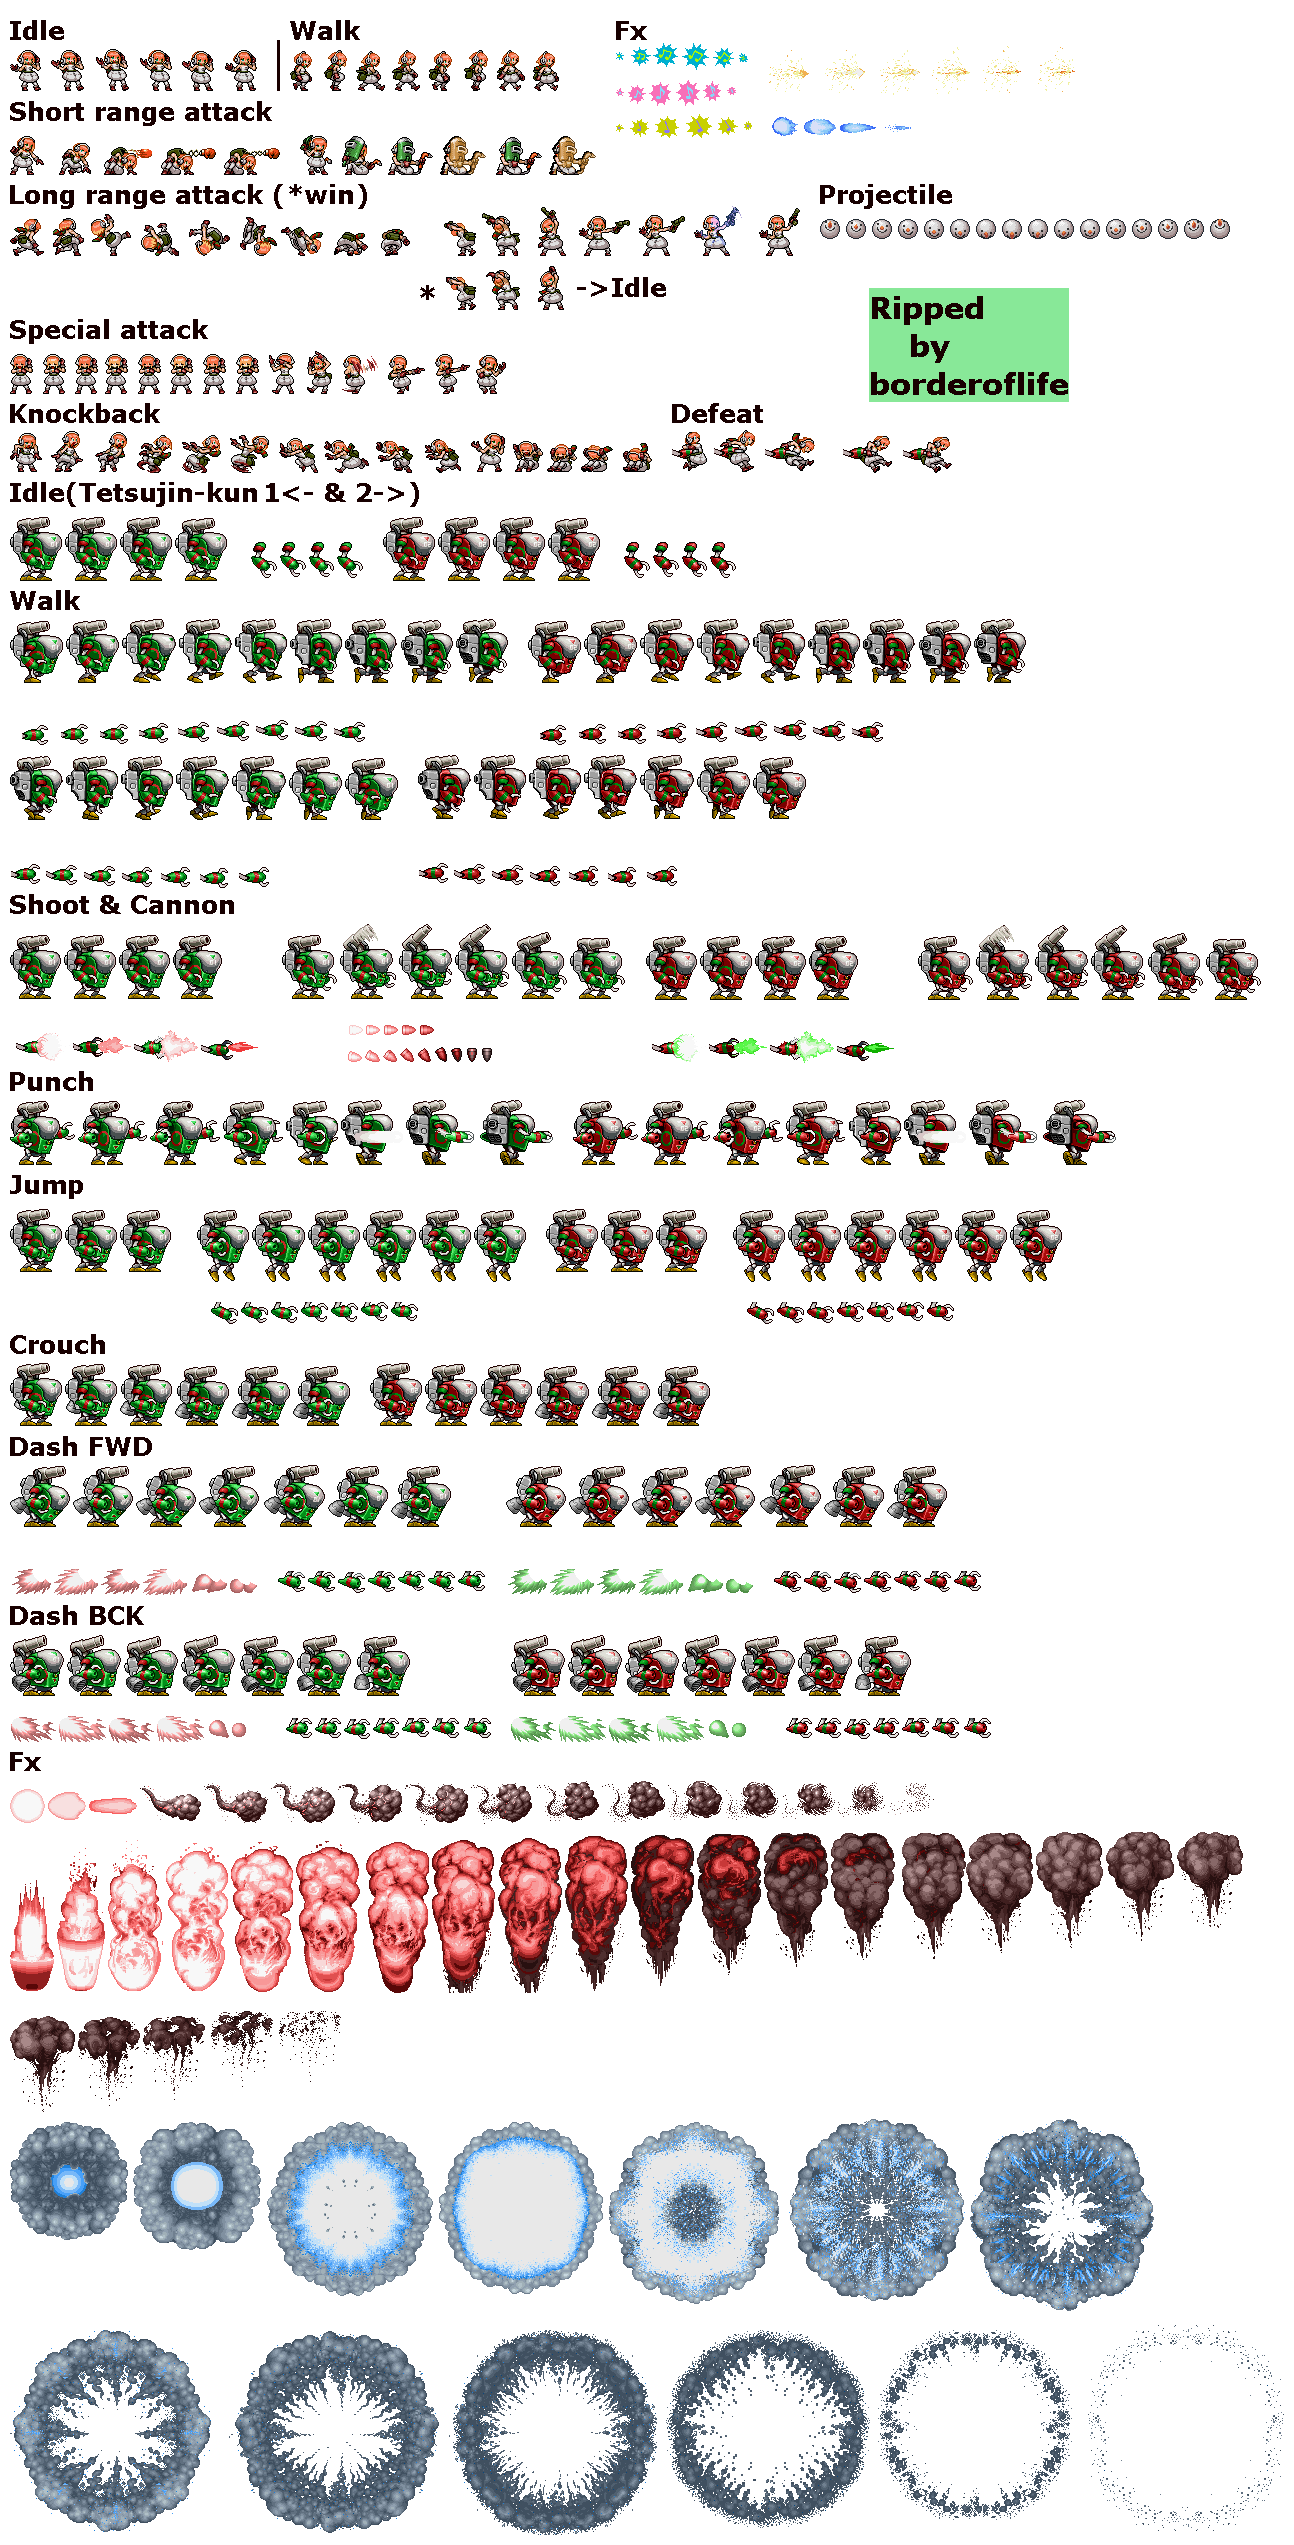 Idle
Walk
Fx
Short range attack
Long range attack (*win)
Projectile
* ->Idle
Ripped
by
borderoflife
Special attack
Knockback
Defeat
Idle(Tetsujin-kun 1<- & 2->)
Walk
Shoot & Cannon
Punch
Jump
Crouch
Dash FWD
Dash BCK
Fx